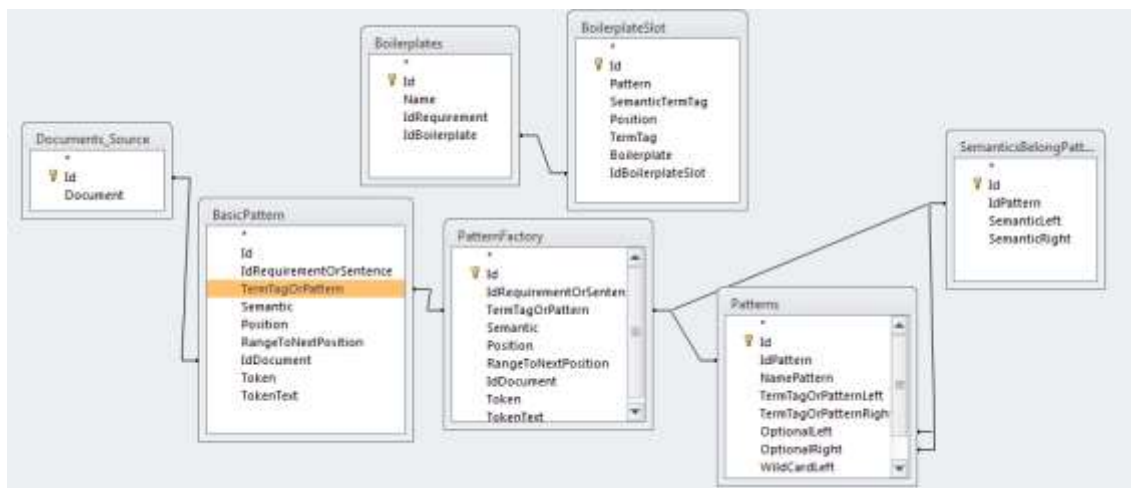 Boilerplates
*
Id
Name
IdRequirement
IdBoilerplate
BoilerplateSlot
*
Id
Pattern
SemanticTermTag
Position
TermTag
Boilerplate
IdBoilerplateSlot
Documents_Source
*
Id
Document
SemanticsBelongPatt...
*
Id
IdPattern
SemanticLeft
SemanticRight
BasicPattern
*
Id
IdRequirementOrSentence
TermTagOrPattern
Semantic
Position
RangeToNextPosition
IdDocument
Token
TokenText
PatternFactory
*
Id
IdRequirementOrSenten
TermTagOrPattern
Semantic
Position
RangeToNextPosition
IdDocument
Token
TokenText
Patterns
*
Id
IdPattern
NamePattern
TermTagOrPatternLeft
TermTagOrPatternRigh
OptionalLeft
OptionalRight
WildCardLeft